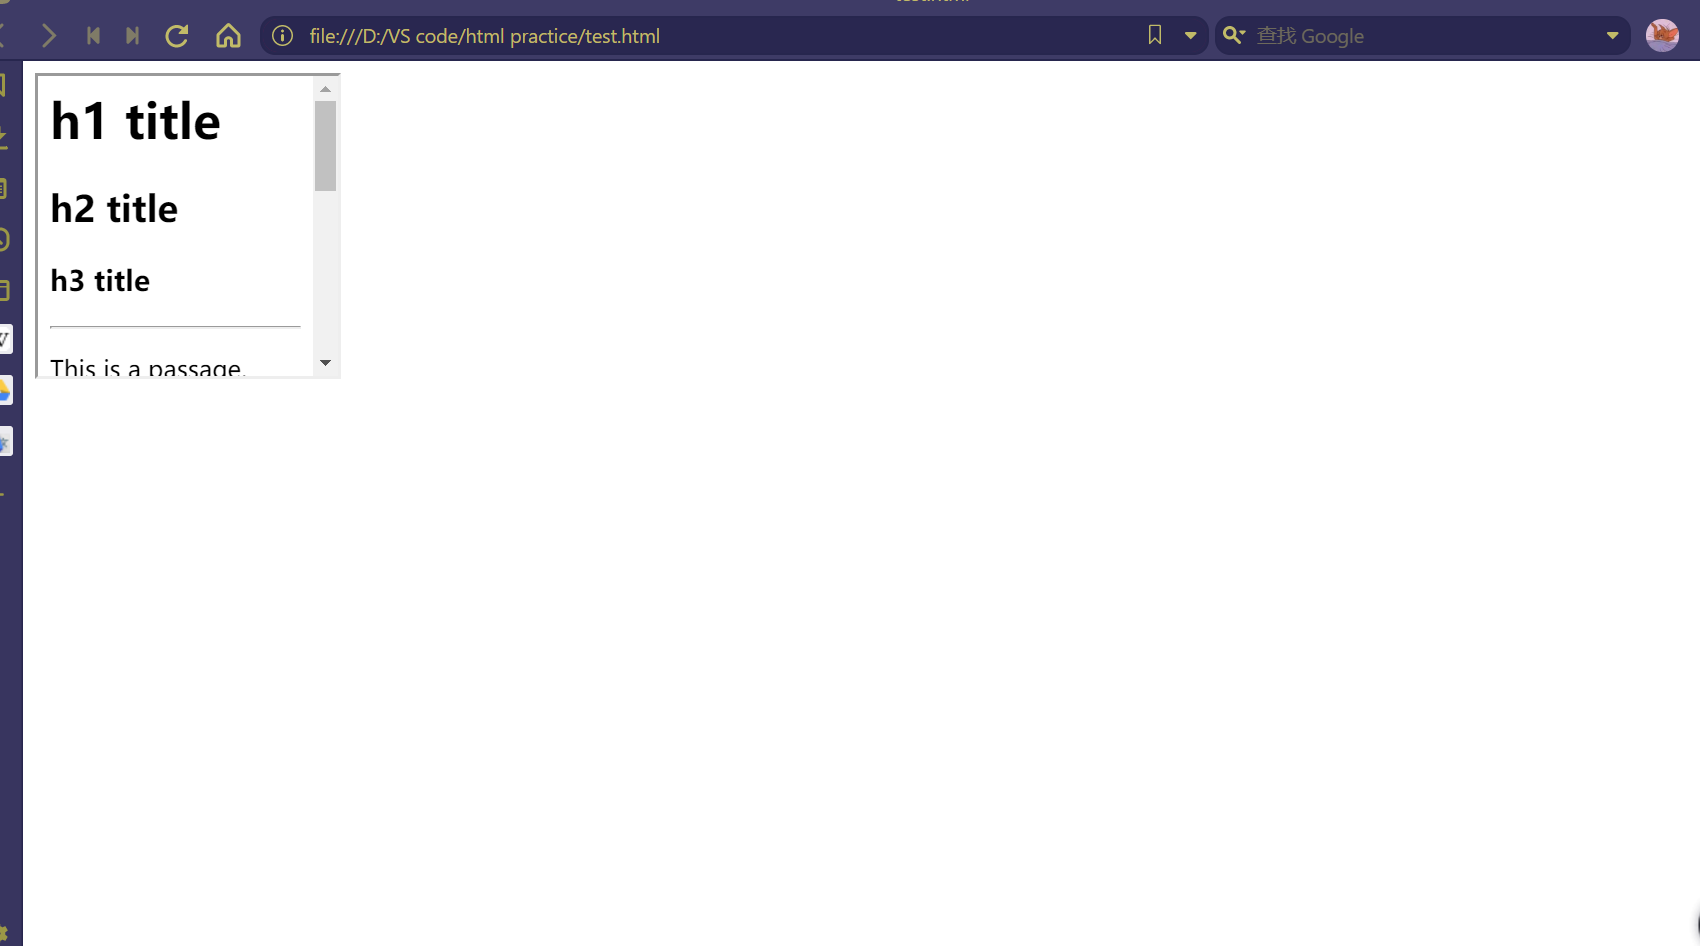 file:///D:/VS code/html practice/test.html
查找 Google
h1 title
h2 title
h3 title
This is a passage.